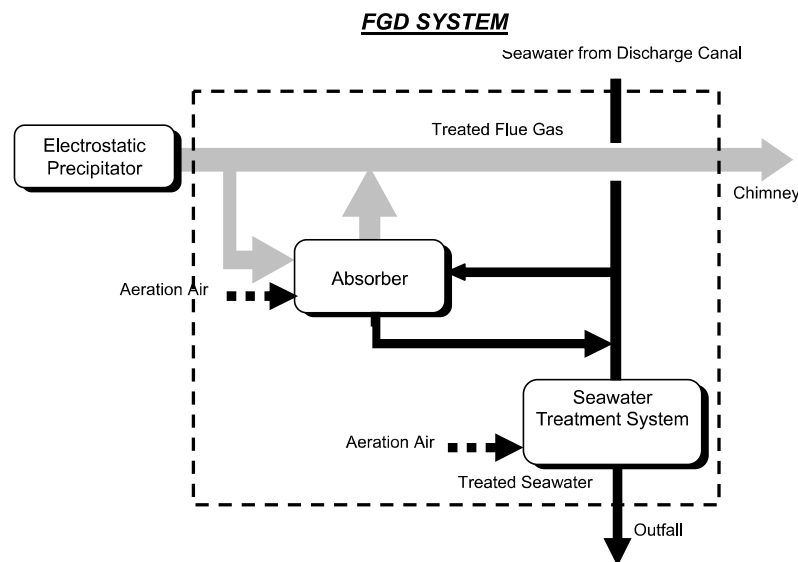 FGD SYSTEM
Seawater from Discharge Canal
Treated Flue Gas
Electrostatic
Precipitator
Chimney
Absorber
Aeration Air
Seawater
Treatment System
Aeration Air
Treated Seawater
Outfall